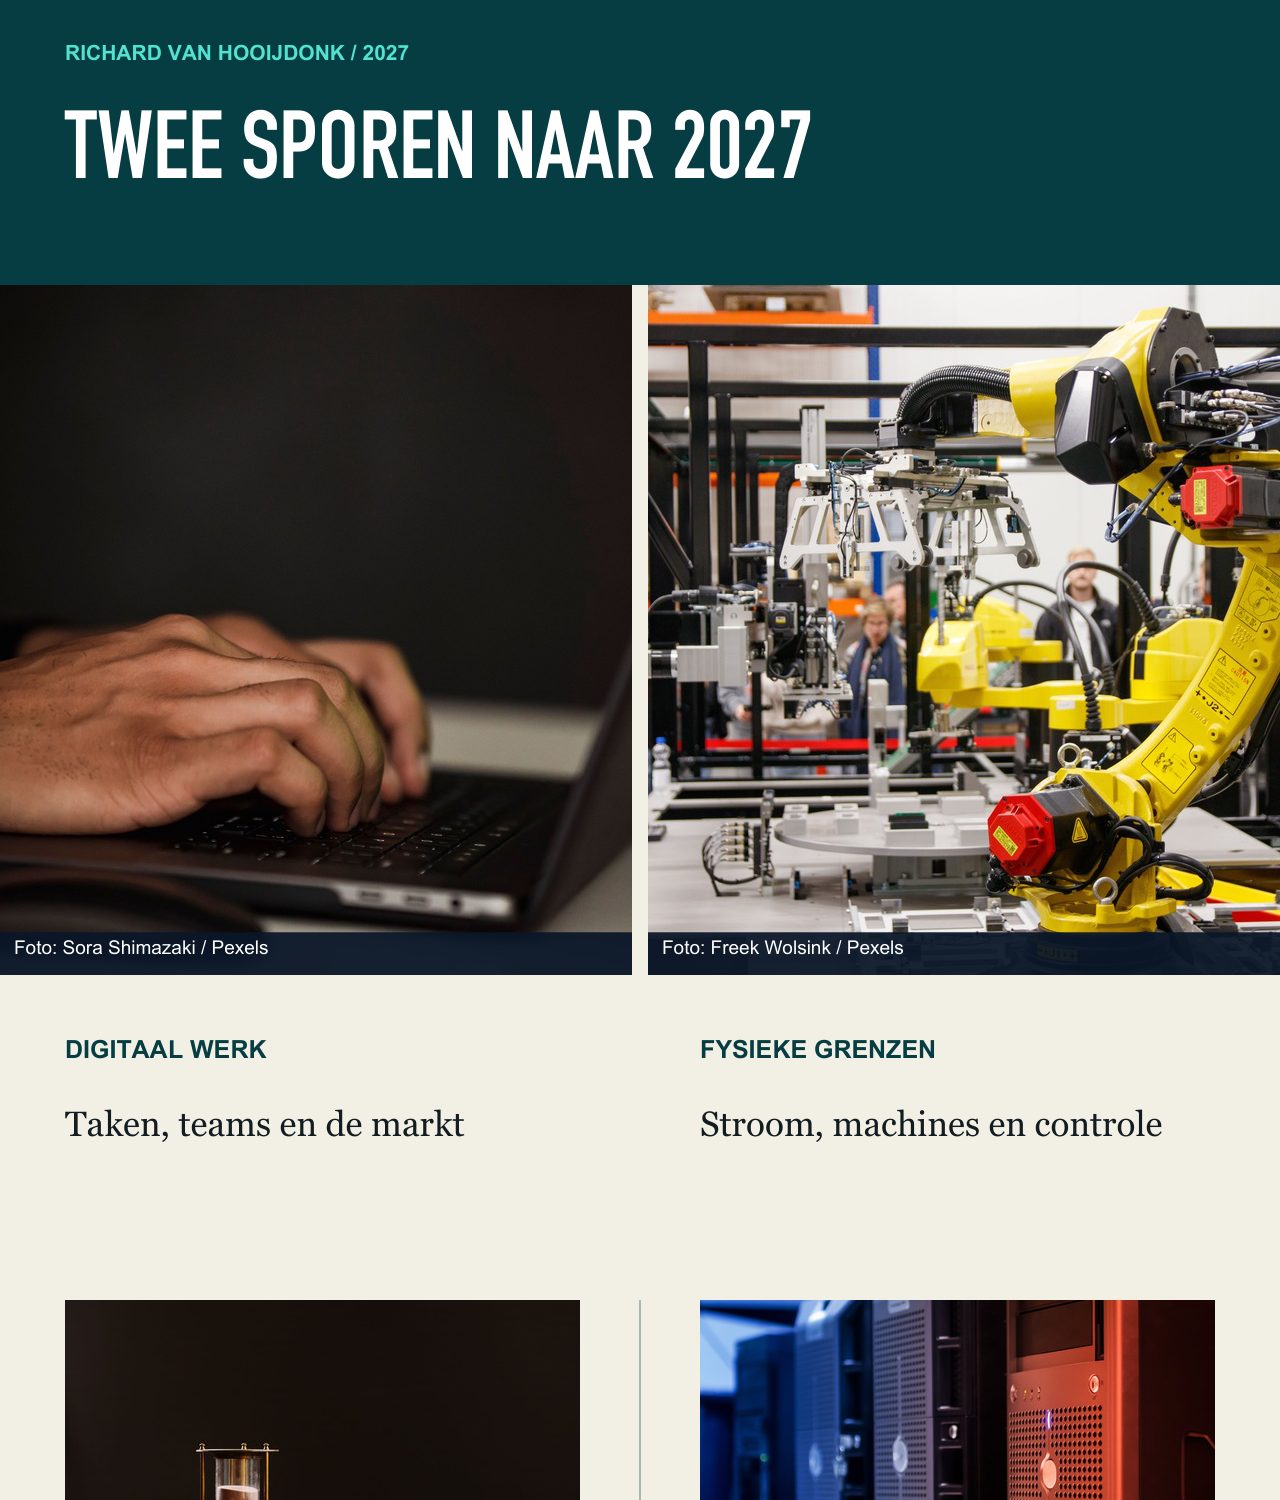 RICHARD VAN HOOIJDONK / 2027
TWEE SPOREN NAAR 2027
Foto: Sora Shimazaki / Pexels
Foto: Freek Wolsink / Pexels
DIGITAAL WERK
Taken, teams en de markt
FYSIEKE GRENZEN
Stroom, machines en controle